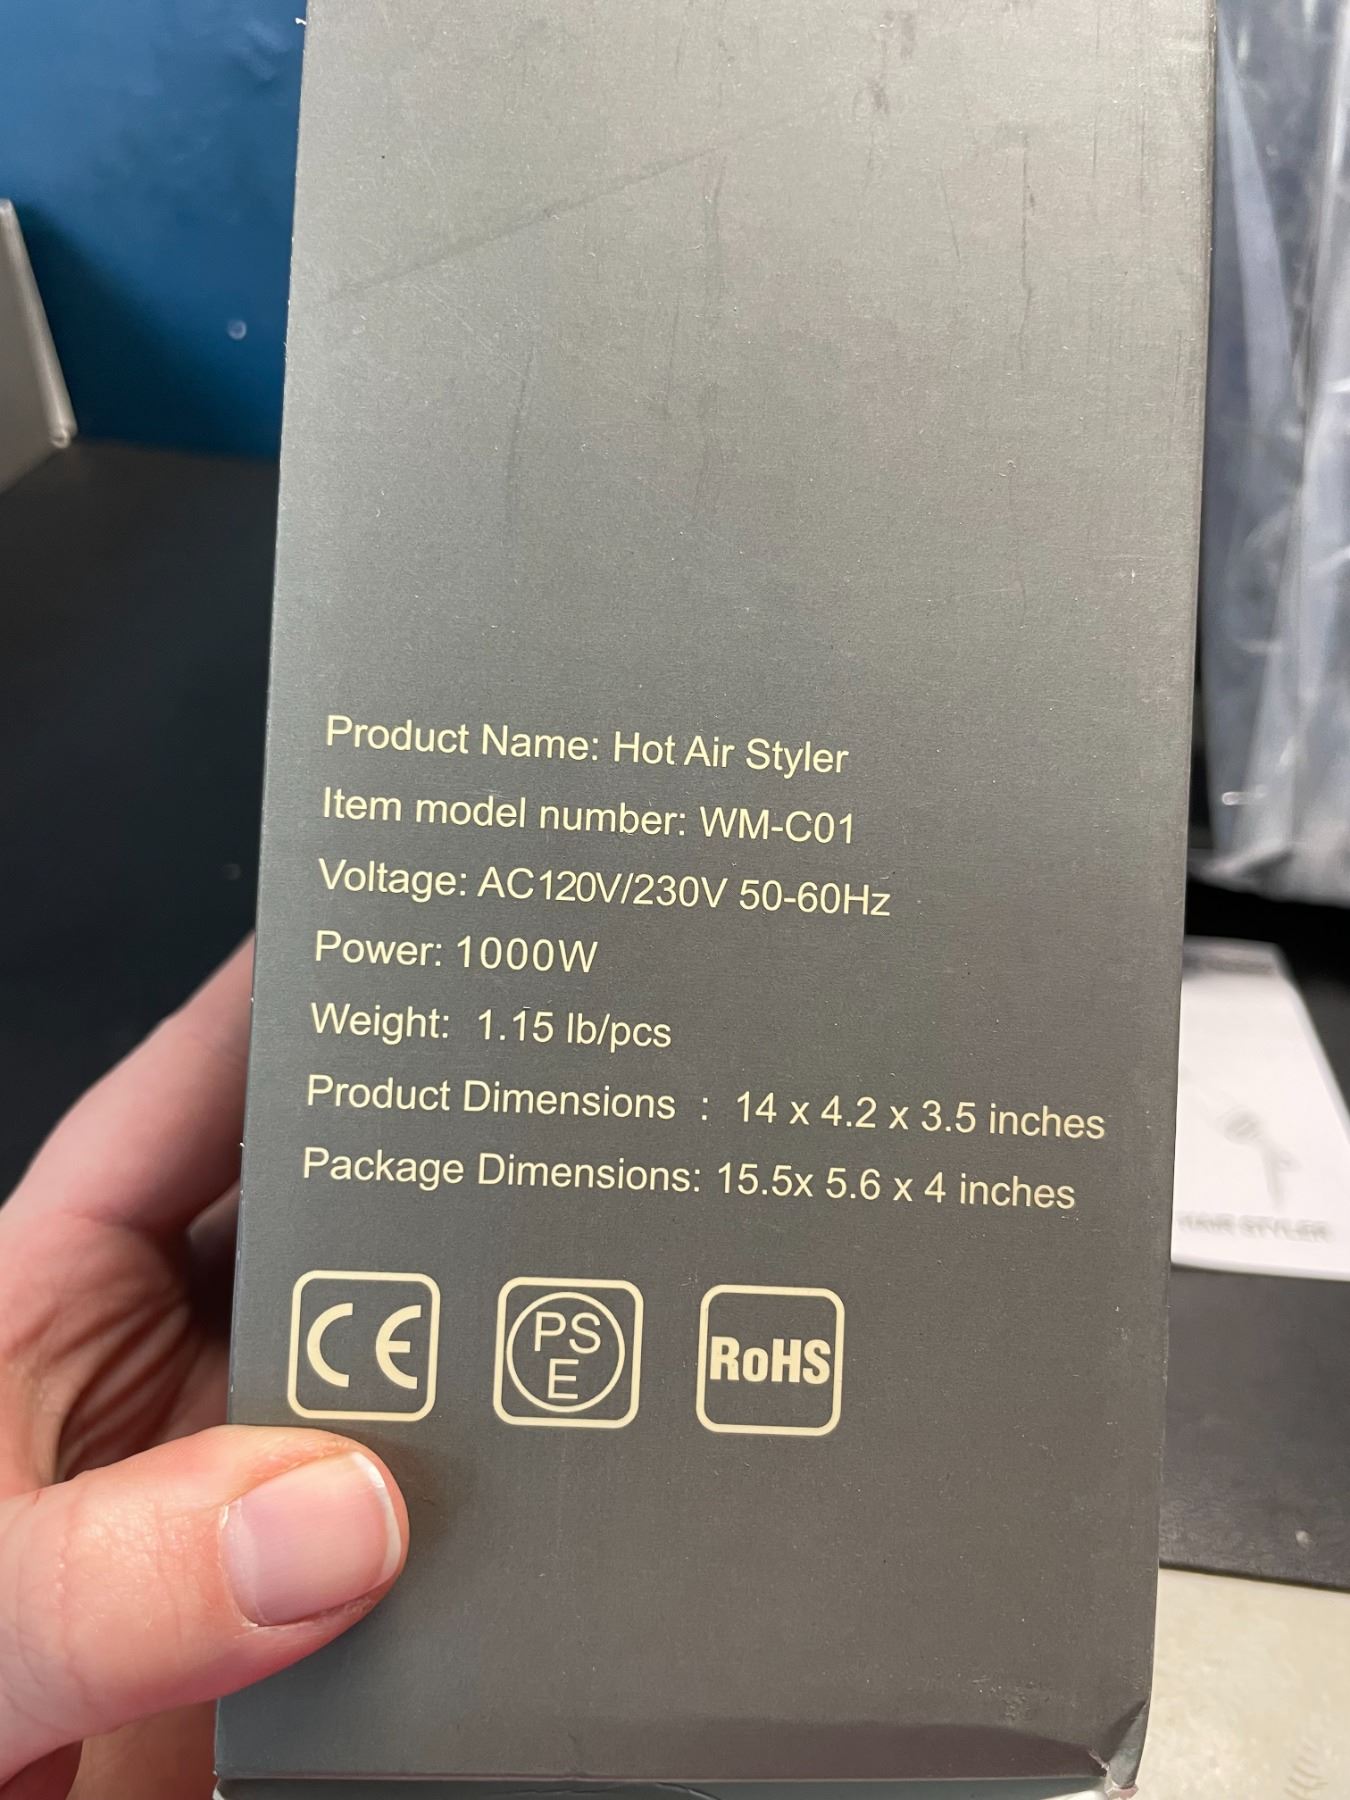 Product Name: Hot Air Styler
Item model number: WM-C01
Voltage: AC120V/230V 50-60Hz
Power: 1000W
Weight: 1.15 lb/pcs
Product Dimensions : 14 x 4.2 x 3.5 inches
Package Dimensions: 15.5x 5.6 x 4 inches
CE
PS
E
RoHS
HAIR STYLER